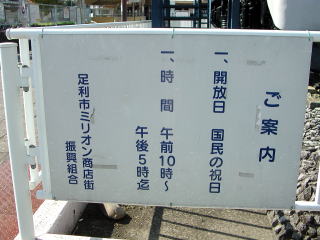 ご案内
一、開放日 国民の祝日
一、時間 午前10時〜
午後5時迄
足利市ミリオン商店街
振興組合